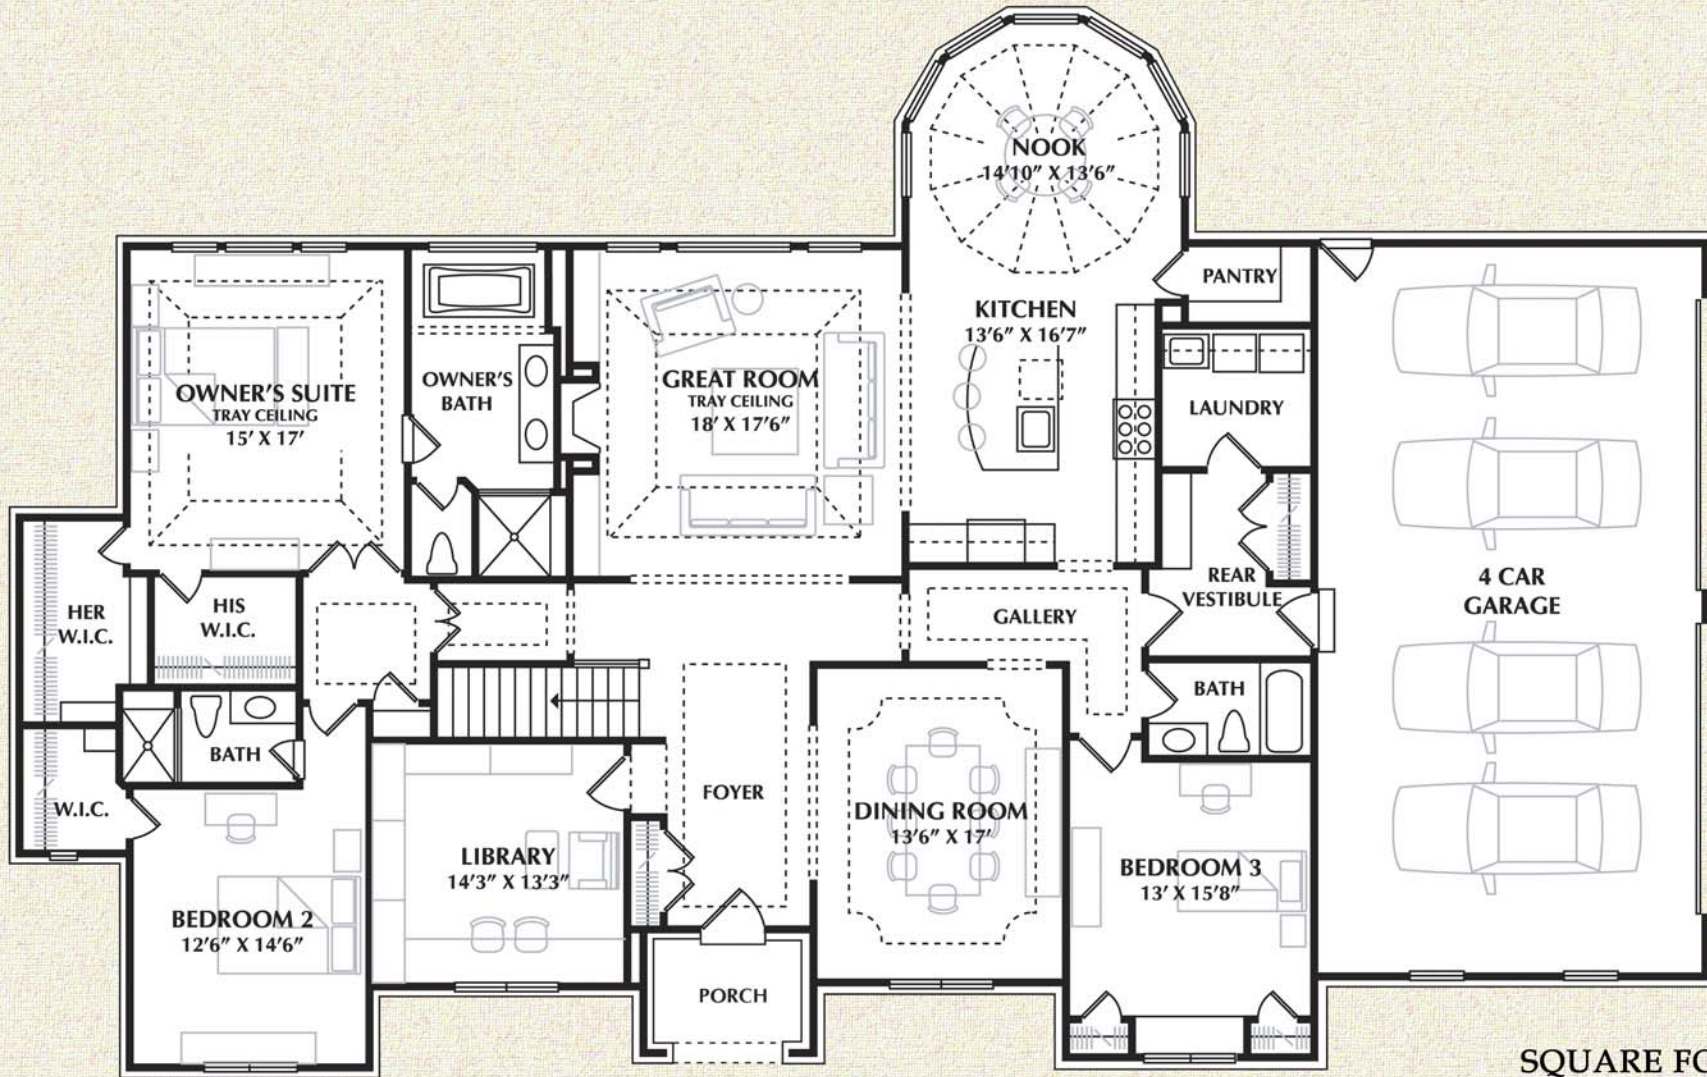 NOOK
14'10" X 13'6"
PANTRY
KITCHEN
13'6" X 16'7"
OWNER'S SUITE
TRAY CEILING
15' X 17'
OWNER'S
BATH
GREAT ROOM
TRAY CEILING
18' X 17'6"
LAUNDRY
HER
W.I.C.
HIS
W.I.C.
GALLERY
REAR
VESTIBULE
4 CAR
GARAGE
BATH
BATH
W.I.C.
FOYER
DINING ROOM
13'6" X 17'
LIBRARY
14'3" X 13'3"
BEDROOM 3
13' X 15'8"
BEDROOM 2
12'6" X 14'6"
PORCH
SQUARE FO